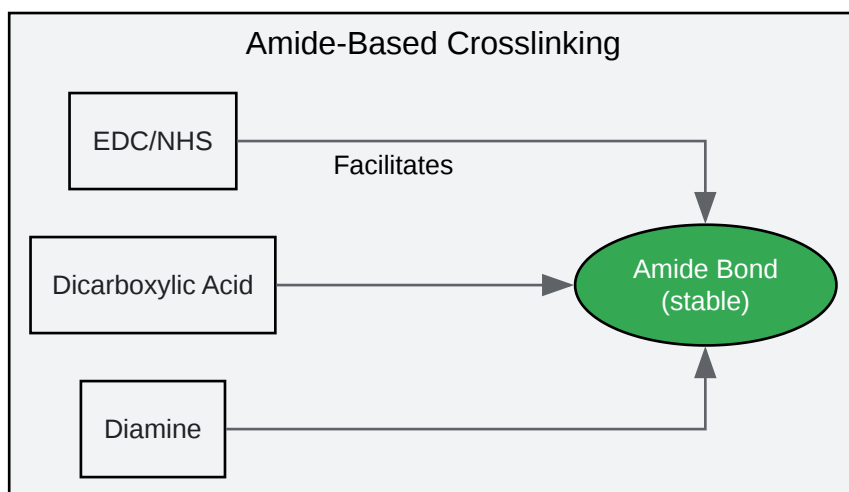 Amide-Based Crosslinking
EDC/NHS
Facilitates
Dicarboxylic Acid
Amide Bond
(stable)
Diamine